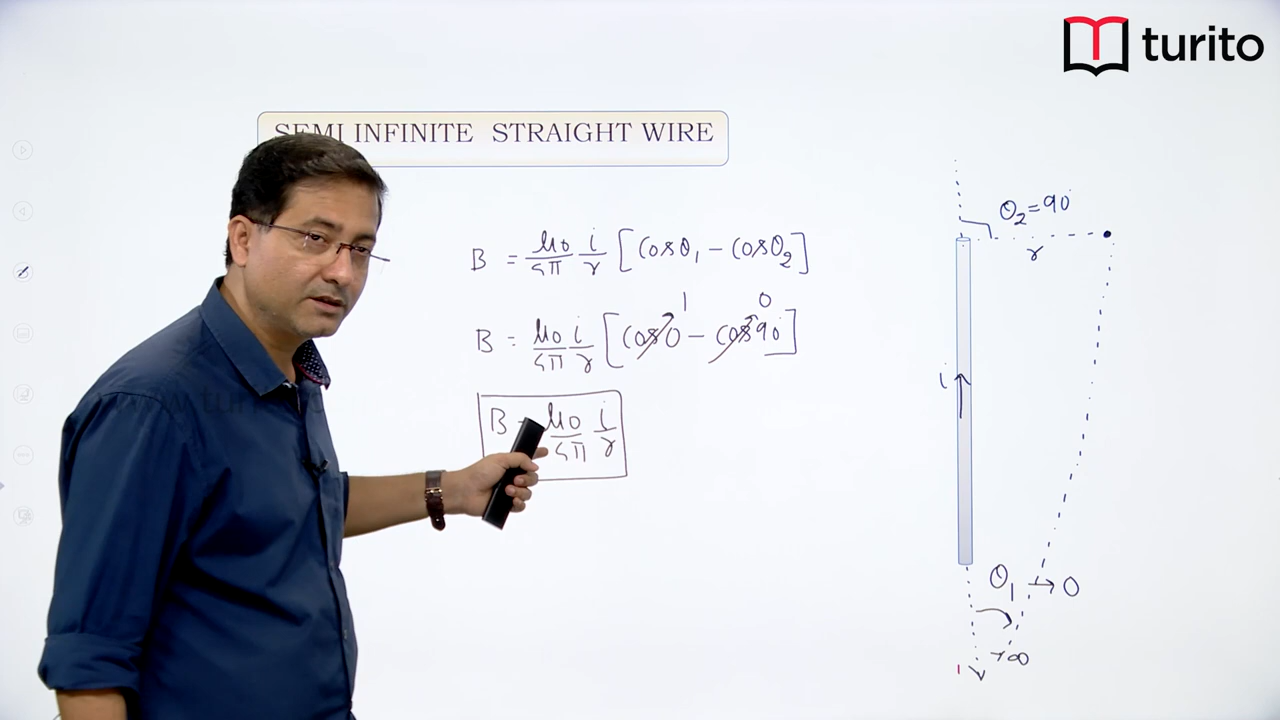 turito
SEMI INFINITE STRAIGHT WIRE
θ₂ = 90°
r
B = μ₀/4π i/r [cosθ₁ − cosθ₂]
1 0
B = μ₀/4π i/r [cos0 − cos90]
i
B = μ₀/4π i/r
θ₁ → 0
∞